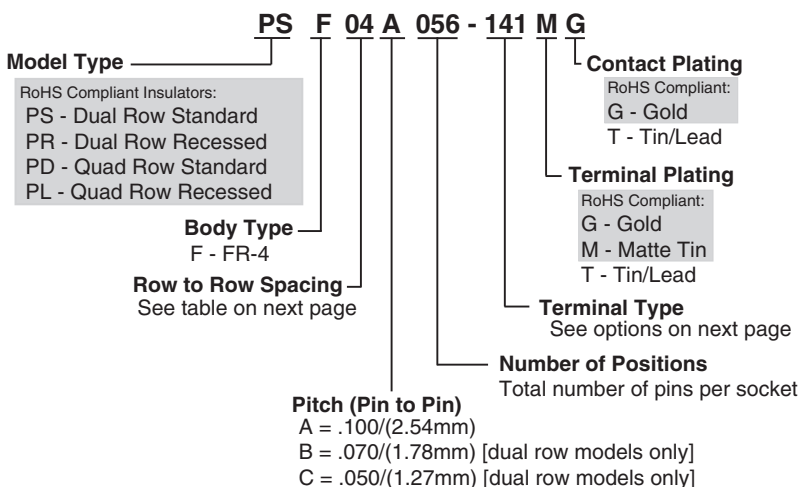 PS F 04 A 056 - 141 M G
Model Type
RoHS Compliant Insulators:
PS - Dual Row Standard
PR - Dual Row Recessed
PD - Quad Row Standard
PL - Quad Row Recessed
Body Type
F - FR-4
Row to Row Spacing
See table on next page
Contact Plating
RoHS Compliant:
G - Gold
T - Tin/Lead
Terminal Plating
RoHS Compliant:
G - Gold
M - Matte Tin
T - Tin/Lead
Terminal Type
See options on next page
Number of Positions
Total number of pins per socket
Pitch (Pin to Pin)
A = .100/(2.54mm)
B = .070/(1.78mm) [dual row models only]
C = .050/(1.27mm) [dual row models only]